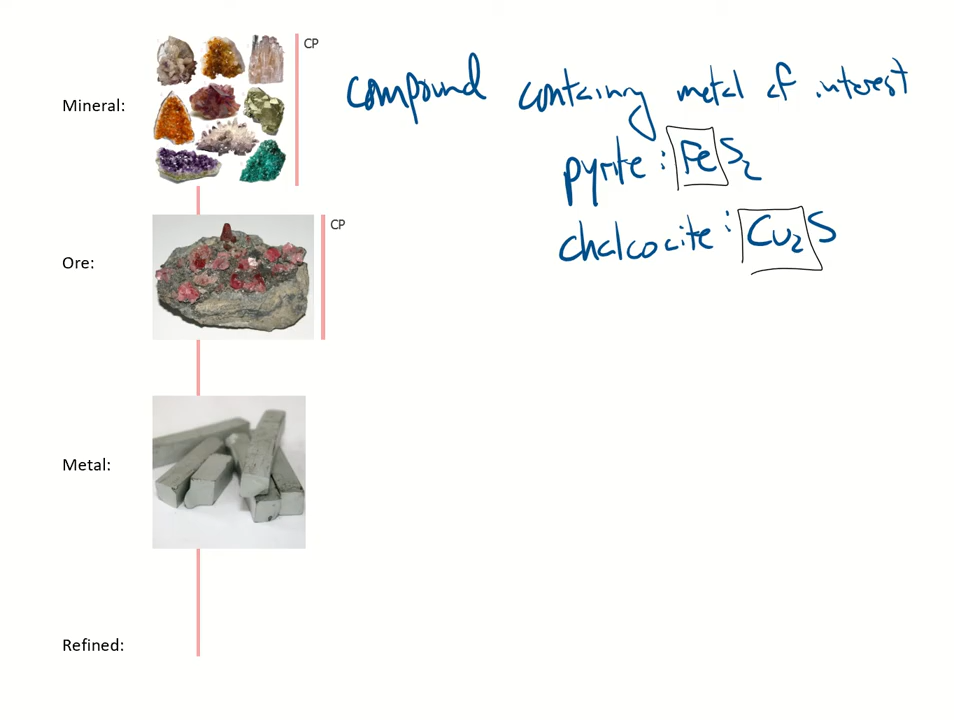 CP
Mineral:
compound containing metal of interest
pyrite: FeS₂
CP
chalcocite: Cu₂S
Ore:
Metal:
Refined: